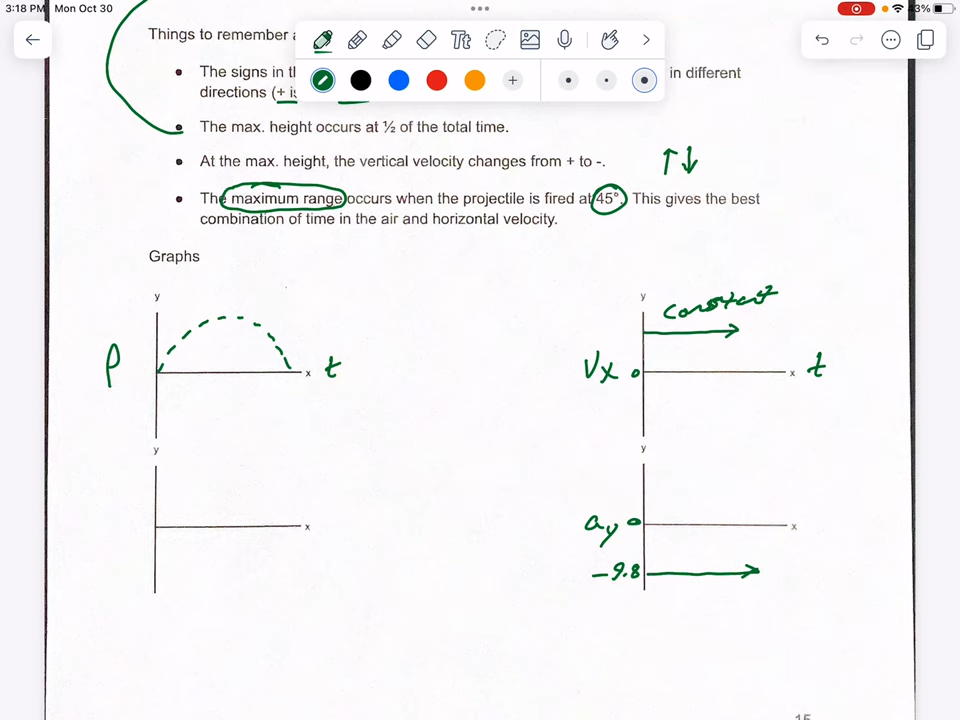 3:18 PM Mon Oct 30
43%
Things to remember
Tt
The signs in in different
directions (+
The max. height occurs at ½ of the total time.
At the max. height, the vertical velocity changes from + to -.
The maximum range occurs when the projectile is fired at 45°. This gives the best
combination of time in the air and horizontal velocity.
Graphs
y
P
x
t
y
constant
Vx
x
t
y
x
y
ay
x
-9.8
15